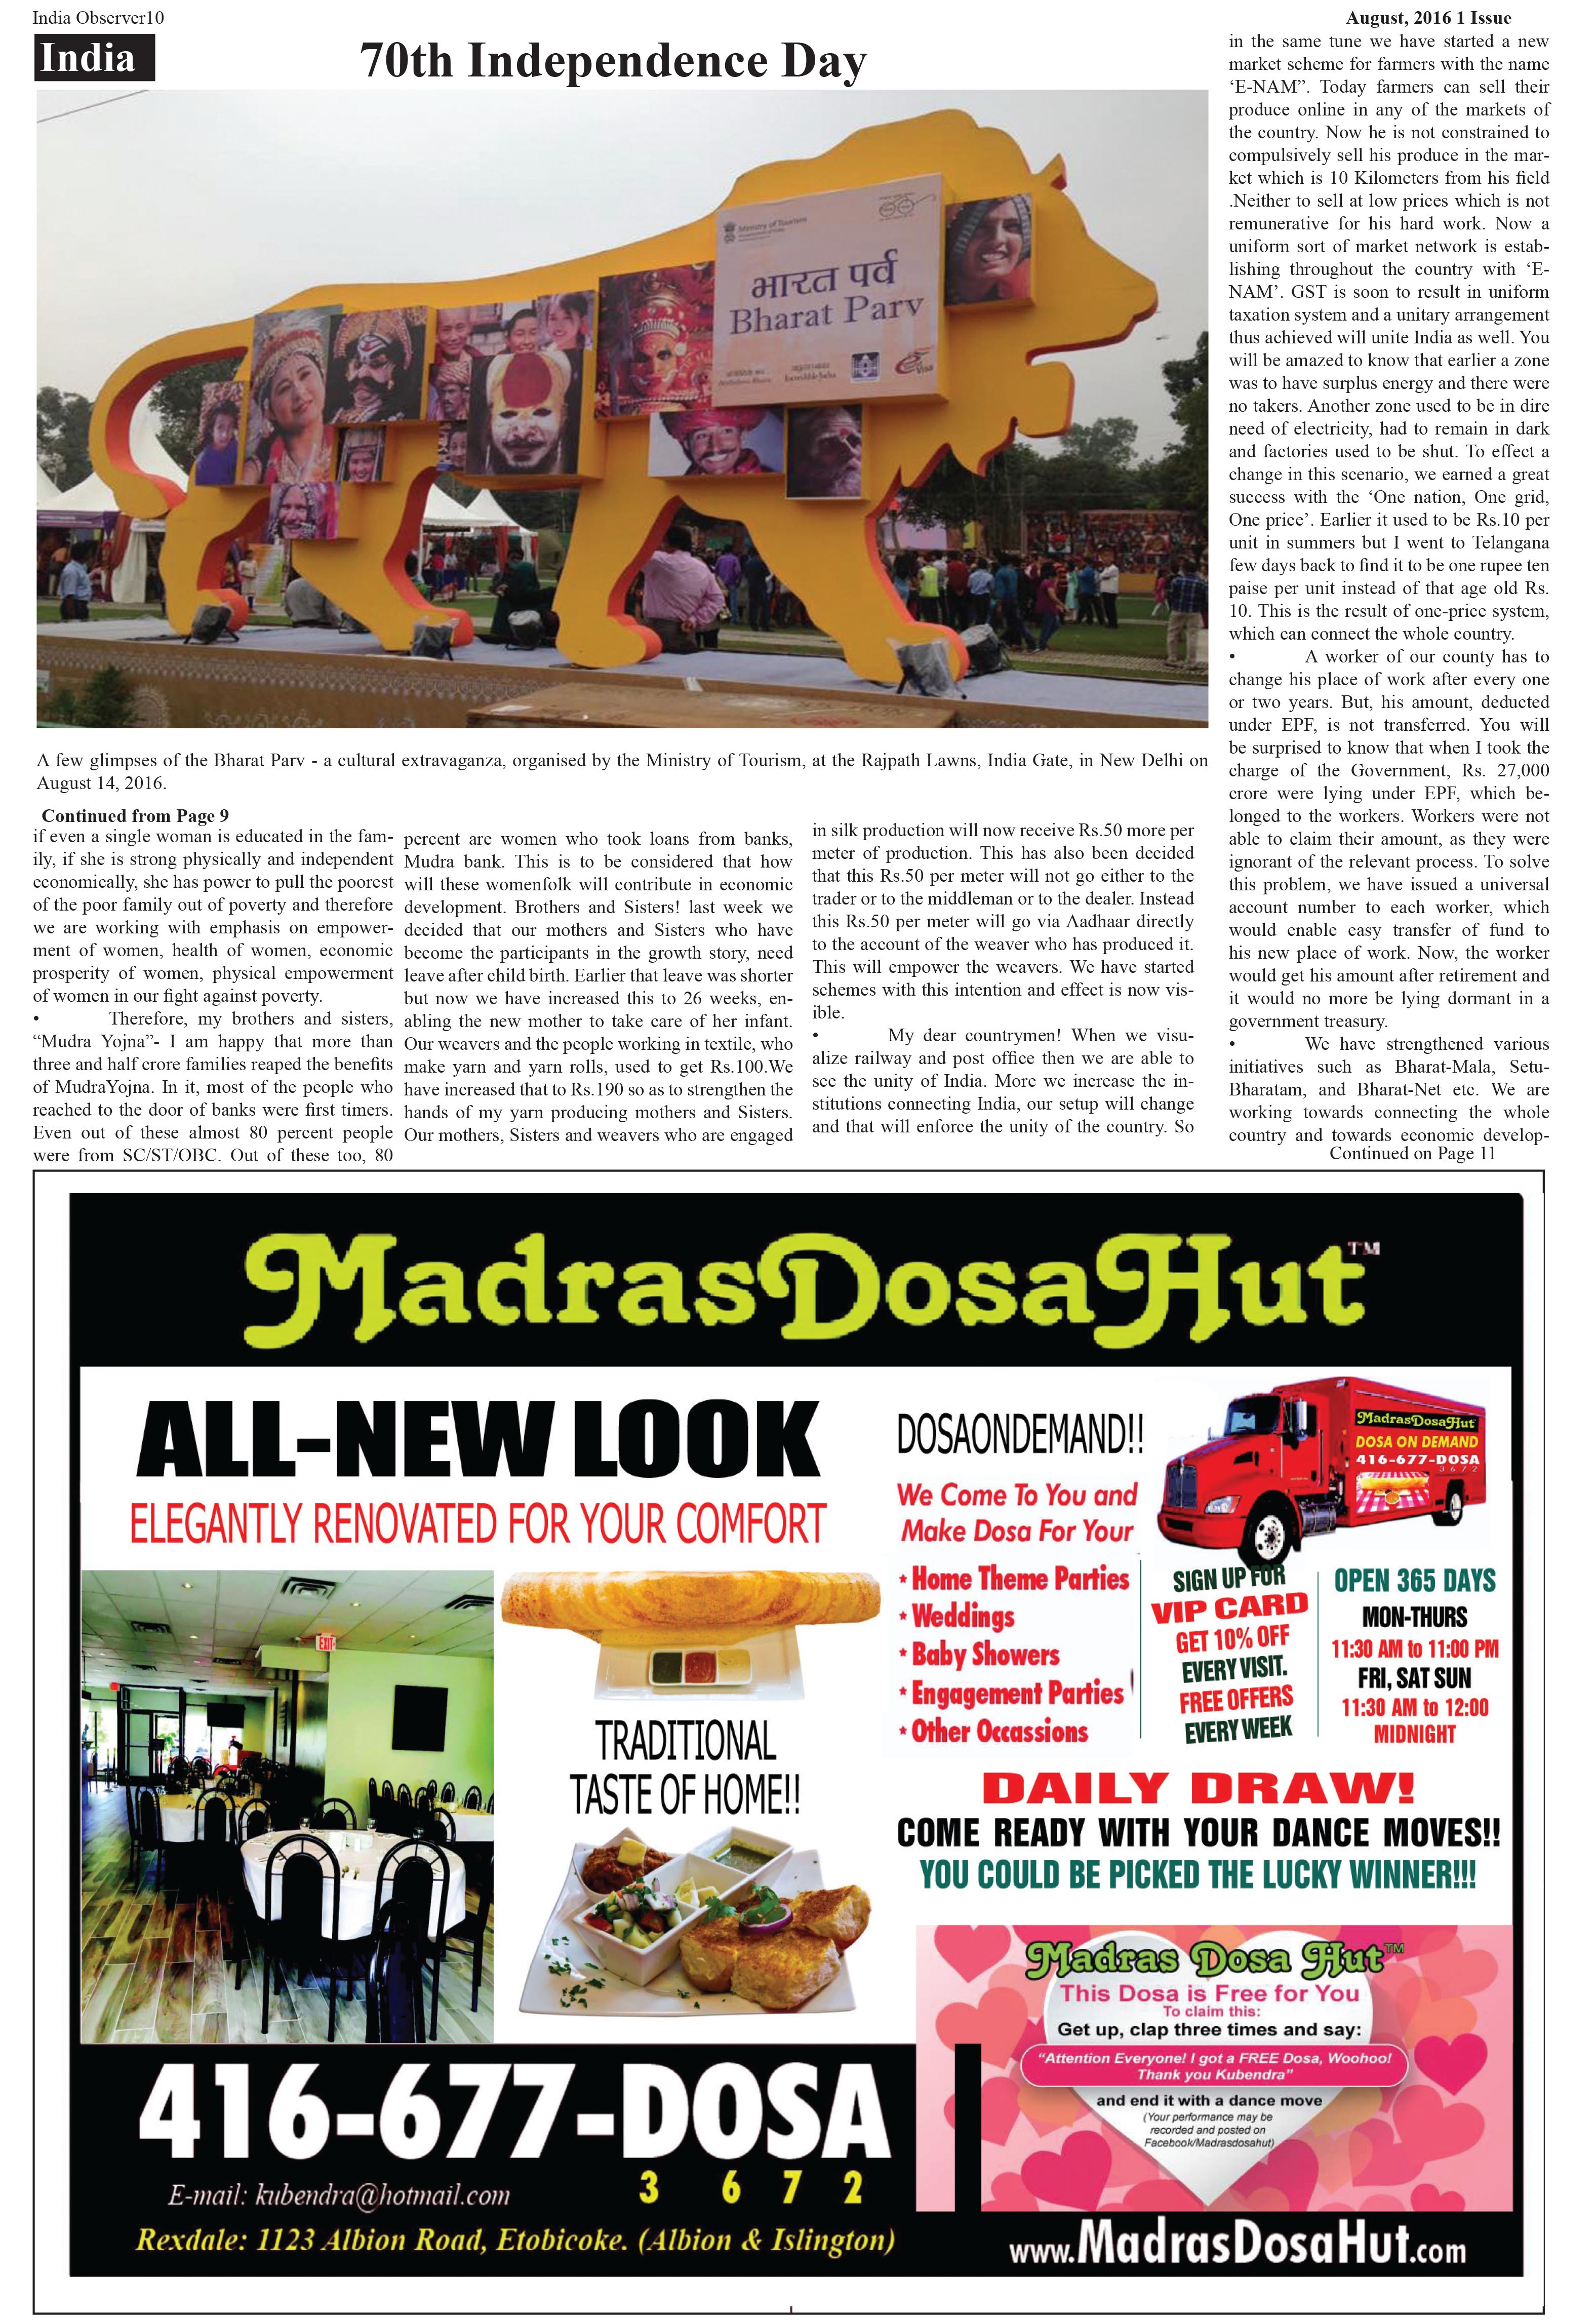 India Observer10
August, 2016 1 Issue
India
70th Independence Day
Ministry of Tourism
भारत पर्व
Bharat Parv
Incredible India
A few glimpses of the Bharat Parv - a cultural extravaganza, organised by the Ministry of Tourism, at the Rajpath Lawns, India Gate, in New Delhi on
August 14, 2016.
Continued from Page 9
if even a single woman is educated in the fam-
ily, if she is strong physically and independent
economically, she has power to pull the poorest
of the poor family out of poverty and therefore
we are working with emphasis on empower-
ment of women, health of women, economic
prosperity of women, physical empowerment
of women in our fight against poverty.
• Therefore, my brothers and sisters,
“Mudra Yojna”- I am happy that more than
three and half crore families reaped the benefits
of MudraYojna. In it, most of the people who
reached to the door of banks were first timers.
Even out of these almost 80 percent people
were from SC/ST/OBC. Out of these too, 80
percent are women who took loans from banks,
Mudra bank. This is to be considered that how
will these womenfolk will contribute in economic
development. Brothers and Sisters! last week we
decided that our mothers and Sisters who have
become the participants in the growth story, need
leave after child birth. Earlier that leave was shorter
but now we have increased this to 26 weeks, en-
abling the new mother to take care of her infant.
Our weavers and the people working in textile, who
make yarn and yarn rolls, used to get Rs.100.We
have increased that to Rs.190 so as to strengthen the
hands of my yarn producing mothers and Sisters.
Our mothers, Sisters and weavers who are engaged
in silk production will now receive Rs.50 more per
meter of production. This has also been decided
that this Rs.50 per meter will not go either to the
trader or to the middleman or to the dealer. Instead
this Rs.50 per meter will go via Aadhaar directly
to the account of the weaver who has produced it.
This will empower the weavers. We have started
schemes with this intention and effect is now vis-
ible.
• My dear countrymen! When we visu-
alize railway and post office then we are able to
see the unity of India. More we increase the in-
stitutions connecting India, our setup will change
and that will enforce the unity of the country. So
in the same tune we have started a new
market scheme for farmers with the name
‘E-NAM”. Today farmers can sell their
produce online in any of the markets of
the country. Now he is not constrained to
compulsively sell his produce in the mar-
ket which is 10 Kilometers from his field
.Neither to sell at low prices which is not
remunerative for his hard work. Now a
uniform sort of market network is estab-
lishing throughout the country with ‘E-
NAM’. GST is soon to result in uniform
taxation system and a unitary arrangement
thus achieved will unite India as well. You
will be amazed to know that earlier a zone
was to have surplus energy and there were
no takers. Another zone used to be in dire
need of electricity, had to remain in dark
and factories used to be shut. To effect a
change in this scenario, we earned a great
success with the ‘One nation, One grid,
One price’. Earlier it used to be Rs.10 per
unit in summers but I went to Telangana
few days back to find it to be one rupee ten
paise per unit instead of that age old Rs.
10. This is the result of one-price system,
which can connect the whole country.
• A worker of our county has to
change his place of work after every one
or two years. But, his amount, deducted
under EPF, is not transferred. You will
be surprised to know that when I took the
charge of the Government, Rs. 27,000
crore were lying under EPF, which be-
longed to the workers. Workers were not
able to claim their amount, as they were
ignorant of the relevant process. To solve
this problem, we have issued a universal
account number to each worker, which
would enable easy transfer of fund to
his new place of work. Now, the worker
would get his amount after retirement and
it would no more be lying dormant in a
government treasury.
• We have strengthened various
initiatives such as Bharat-Mala, Setu-
Bharatam, and Bharat-Net etc. We are
working towards connecting the whole
country and towards economic develop-
Continued on Page 11
MadrasDosaHut™
ALL-NEW LOOK
ELEGANTLY RENOVATED FOR YOUR COMFORT
EXIT
TRADITIONAL
TASTE OF HOME!!
DOSAONDEMAND!!
We Come To You and
Make Dosa For Your
* Home Theme Parties
* Weddings
* Baby Showers
* Engagement Parties
* Other Occassions
MadrasDosaHut
DOSA ON DEMAND
416-677-DOSA
3672
SIGN UP FOR
VIP CARD
GET 10% OFF
EVERY VISIT.
FREE OFFERS
EVERY WEEK
OPEN 365 DAYS
MON-THURS
11:30 AM to 11:00 PM
FRI, SAT SUN
11:30 AM to 12:00
MIDNIGHT
DAILY DRAW!
COME READY WITH YOUR DANCE MOVES!!
YOU COULD BE PICKED THE LUCKY WINNER!!!
Madras Dosa Hut™
This Dosa is Free for You
To claim this:
Get up, clap three times and say:
“Attention Everyone! I got a FREE Dosa, Woohoo!
Thank you Kubendra”
and end it with a dance move
(Your performance may be
recorded and posted on
Facebook/Madrasdosahut)
416-677-DOSA
3 6 7 2
E-mail: kubendra@hotmail.com
Rexdale: 1123 Albion Road, Etobicoke. (Albion & Islington)
www.MadrasDosaHut.com